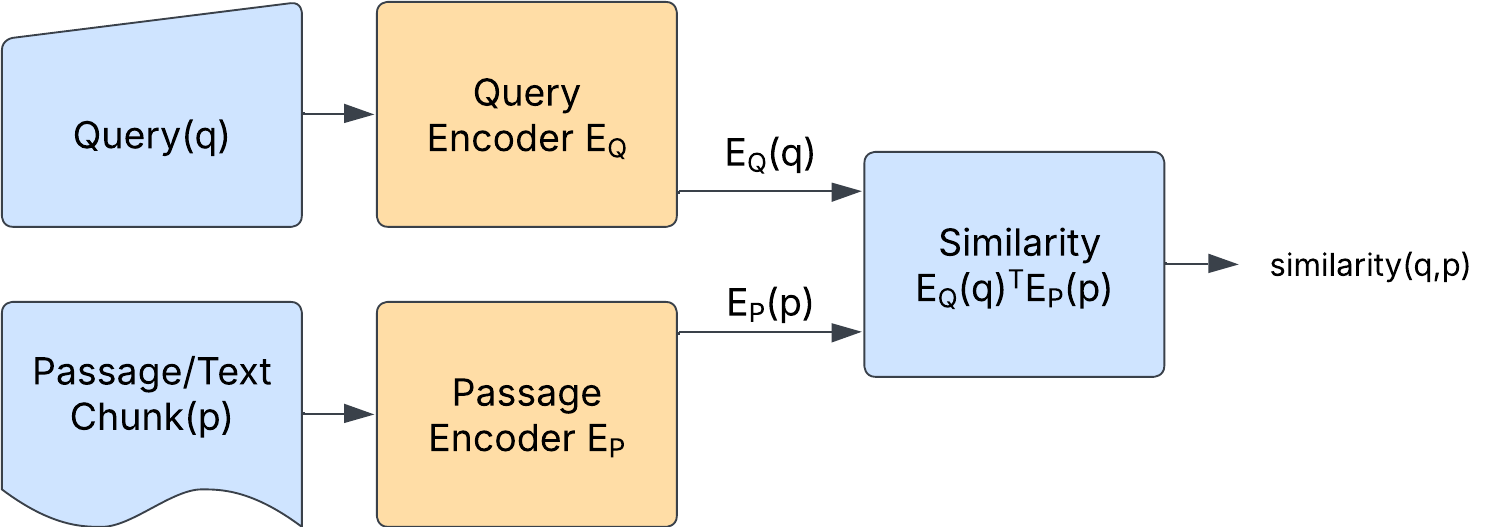 Query(q)
Query
Encoder E_Q
E_Q(q)
Similarity
E_Q(q)^T E_P(p)
similarity(q,p)
E_P(p)
Passage/Text
Chunk(p)
Passage
Encoder E_P